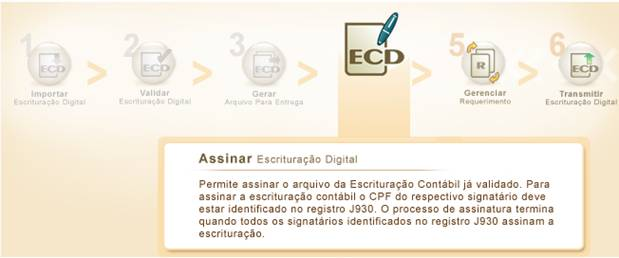 1
ECD
Importar
Escrituração Digital
2
ECD
Validar
Escrituração Digital
3
ECD
Gerar
Arquivo Para Entrega
ECD
5
R
Gerenciar
Requerimento
6
ECD
Transmitir
Escrituração Digital
Assinar Escrituração Digital
Permite assinar o arquivo da Escrituração Contábil já validado. Para
assinar a escrituração contábil o CPF do respectivo signatário deve
estar identificado no registro J930. O processo de assinatura termina
quando todos os signatários identificados no registro J930 assinam a
escrituração.